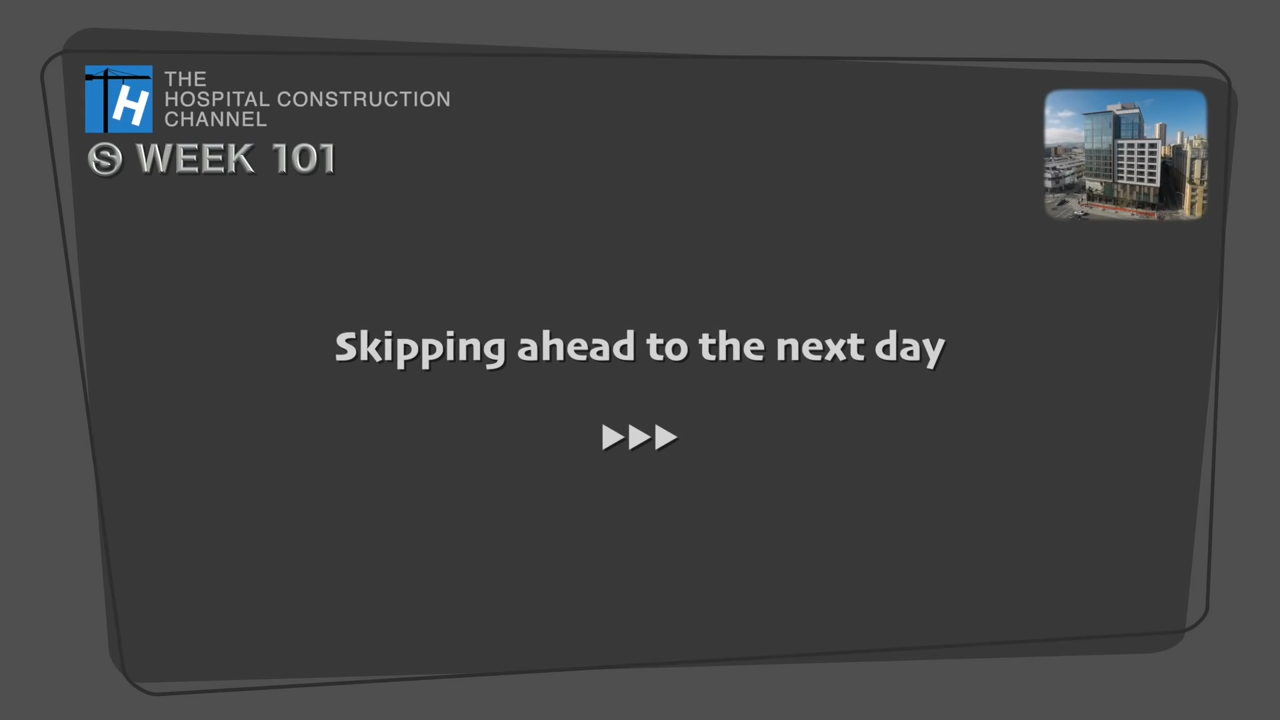 THE
HOSPITAL CONSTRUCTION
CHANNEL
H
S WEEK 101
Skipping ahead to the next day